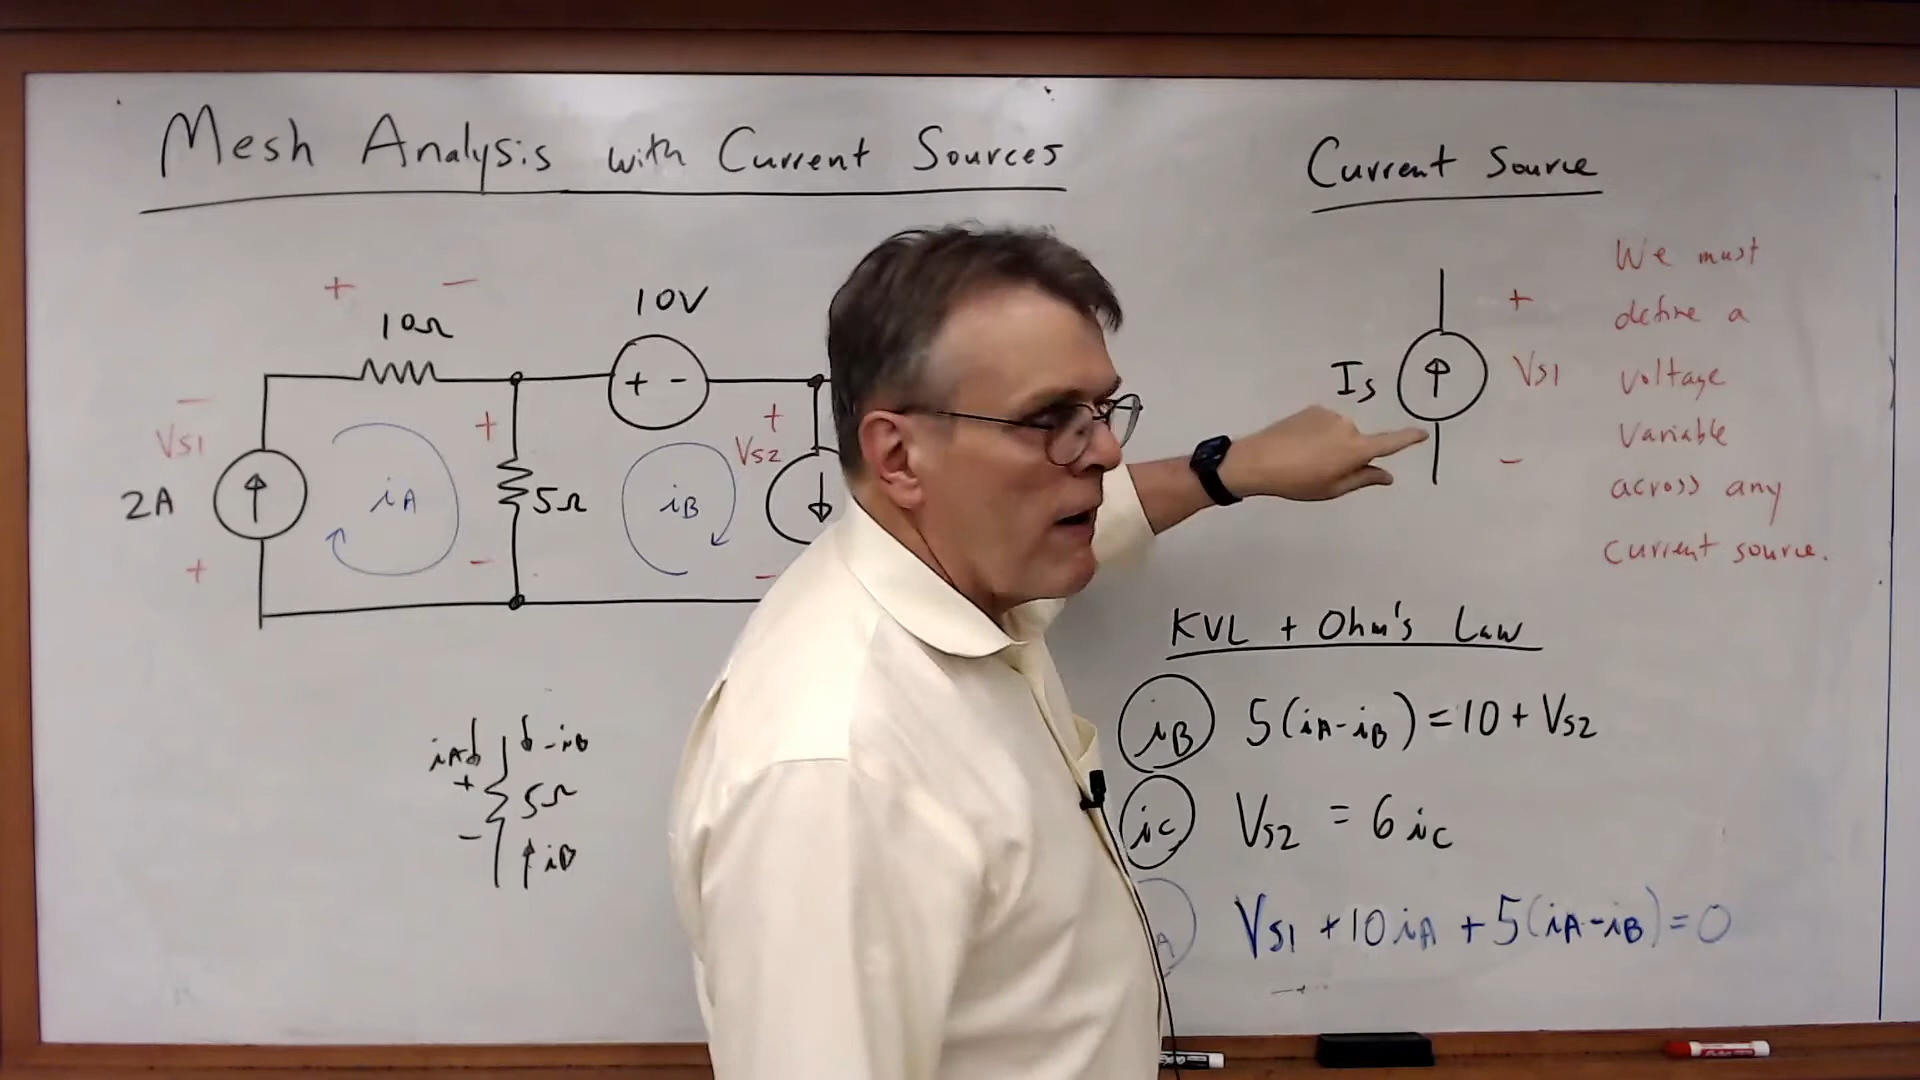 Mesh Analysis with Current Sources
+ -
10Ω
10V
-
VS1
2A
+
iA
+
5Ω
-
+ -
iB
+
VS2
-
iA -iB
+
5Ω
-
iB
Current Source
IS
+
VS1
-
We must
define a
voltage
variable
across any
current source.
KVL + Ohm's Law
iB 5(iA-iB)=10+VS2
iC VS2 = 6iC
A VS1 +10iA +5(iA-iB)=0